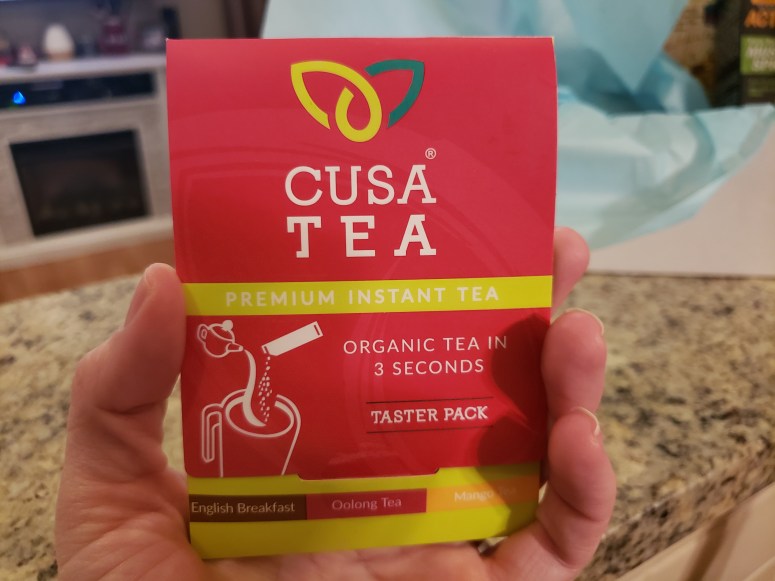 CUSA®
TEA
PREMIUM INSTANT TEA
ORGANIC TEA IN
3 SECONDS
TASTER PACK
English Breakfast Oolong Tea Mango